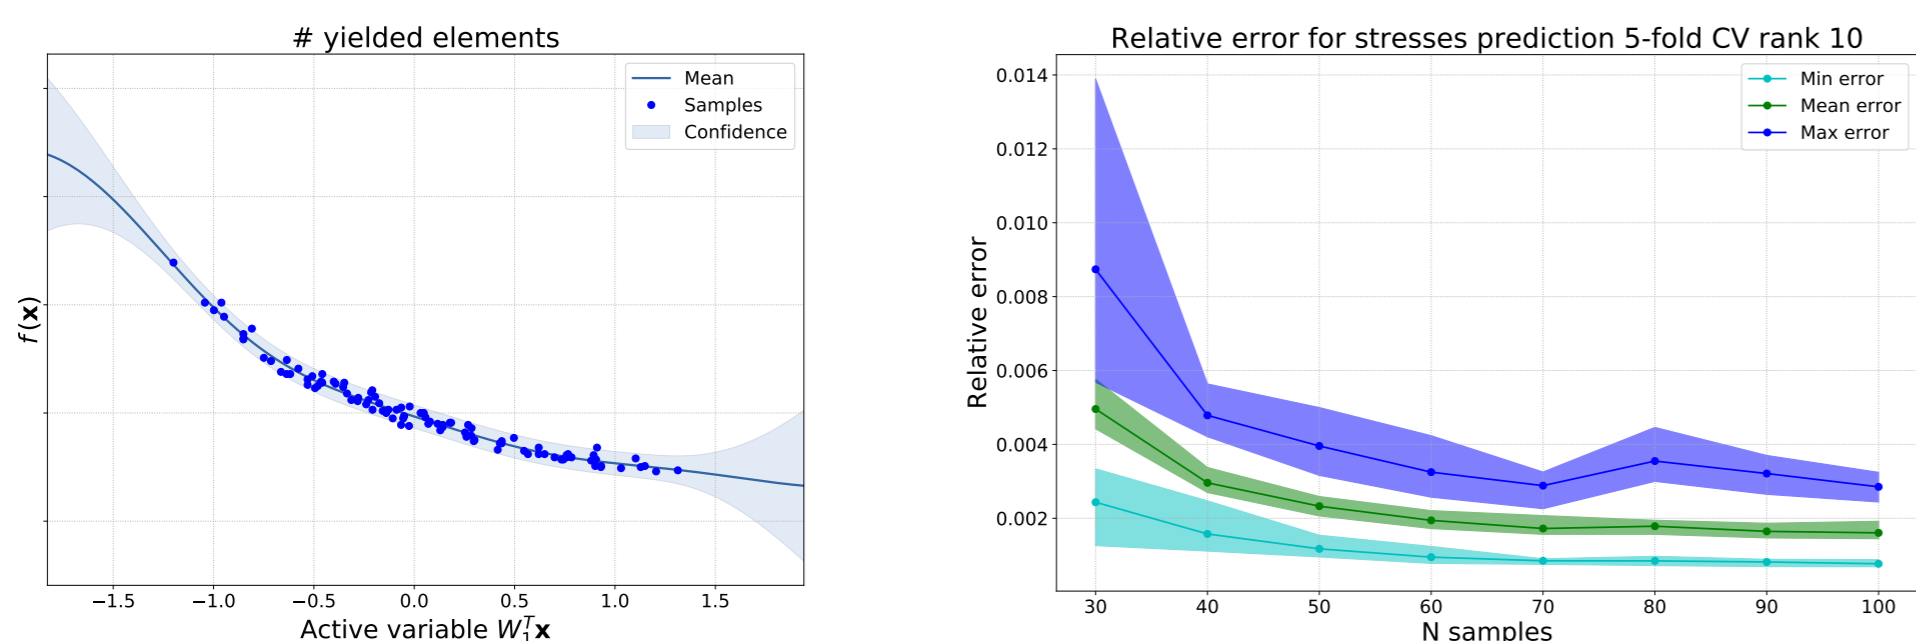 # yielded elements
Mean
Samples
Confidence
f(x)
−1.5 −1.0 −0.5 0.0 0.5 1.0 1.5
Active variable W₁ᵀx
Relative error for stresses prediction 5-fold CV rank 10
Min error
Mean error
Max error
Relative error
0.014
0.012
0.010
0.008
0.006
0.004
0.002
30 40 50 60 70 80 90 100
N samples